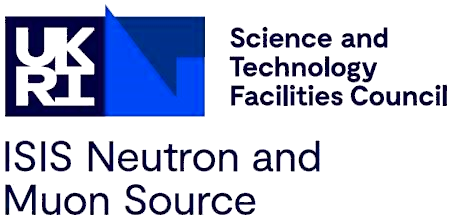 UK
RI
Science and
Technology
Facilities Council
ISIS Neutron and
Muon Source